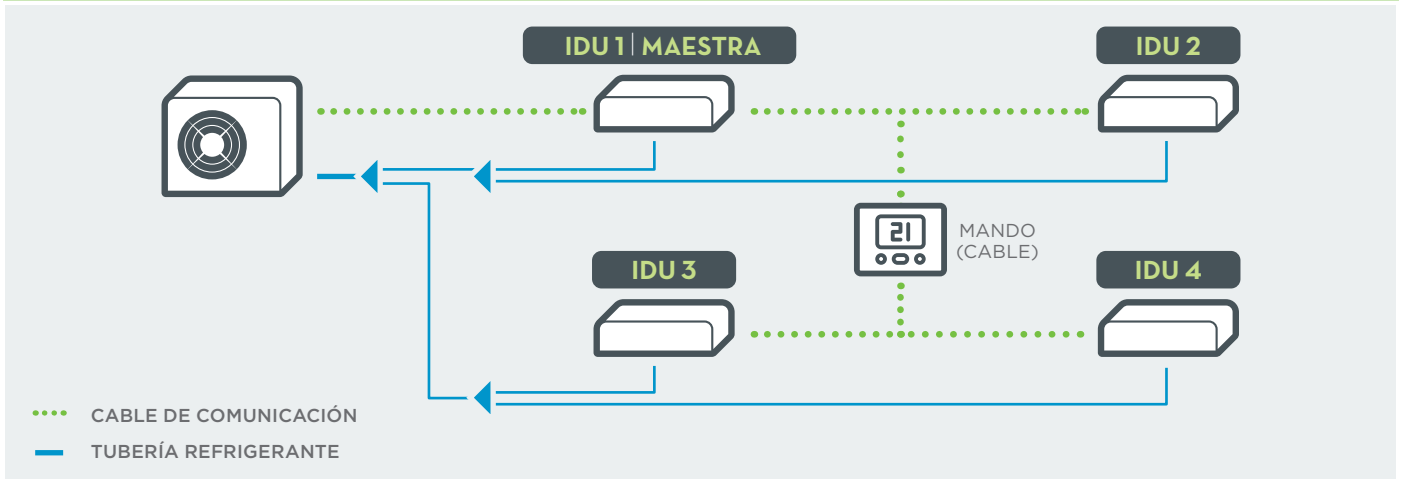 IDU 1 | MAESTRA
IDU 2
21
MANDO
(CABLE)
IDU 3
IDU 4
CABLE DE COMUNICACIÓN
TUBERÍA REFRIGERANTE